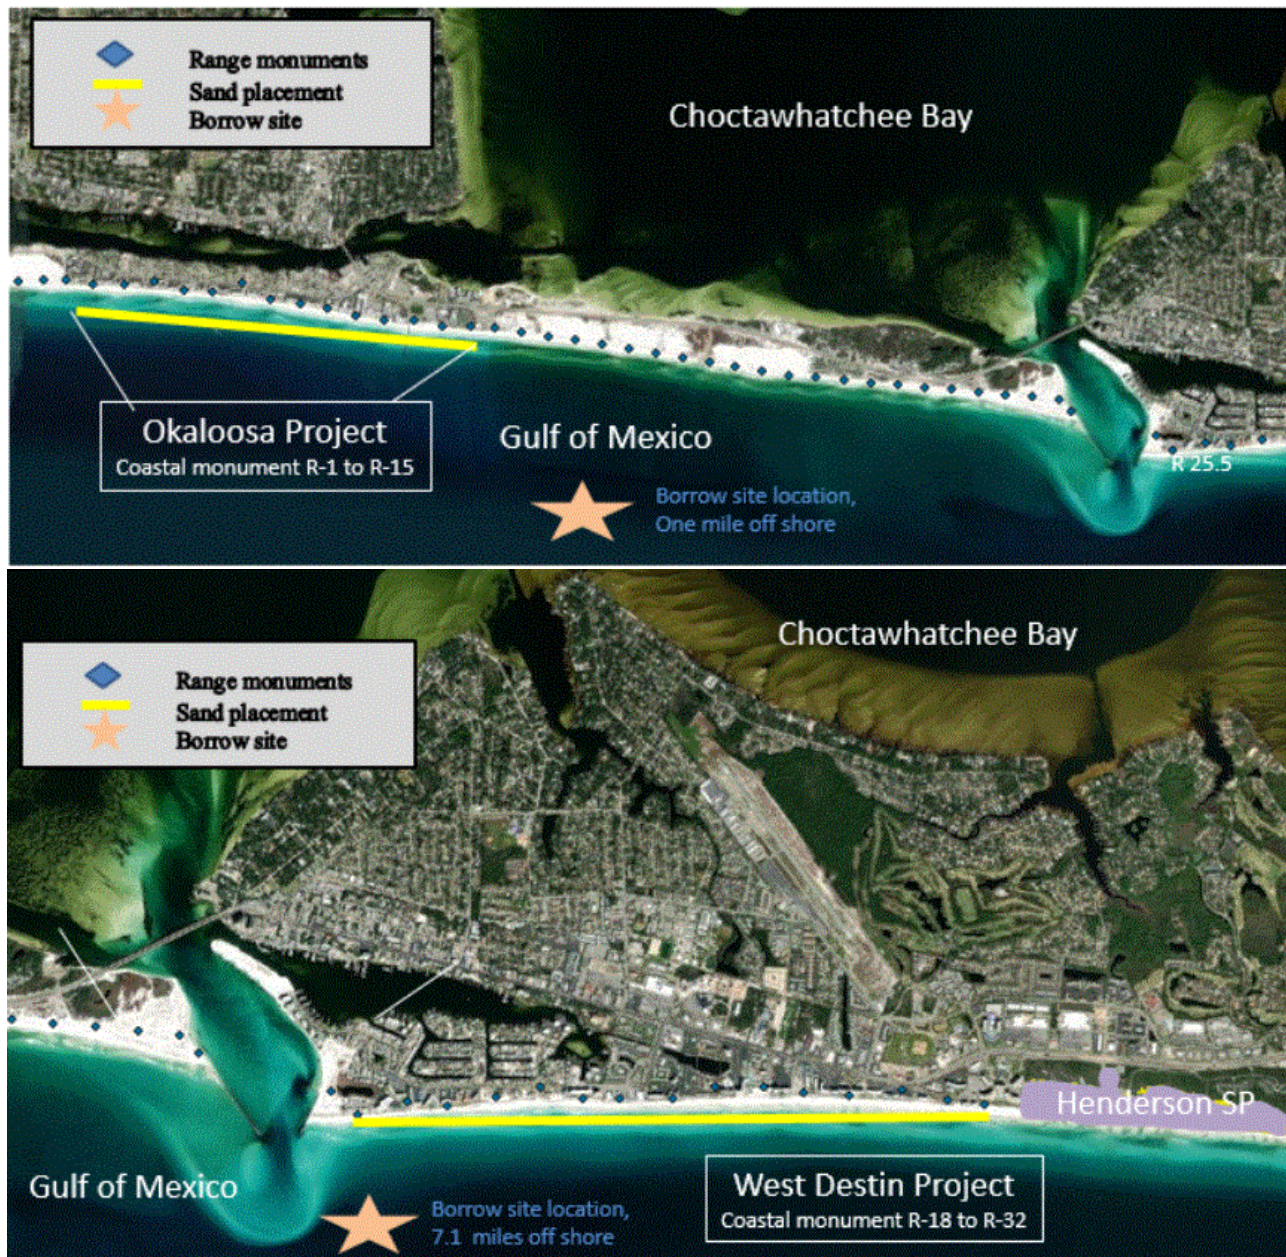 Range monuments
Sand placement
Borrow site
Choctawhatchee Bay
Okaloosa Project
Coastal monument R-1 to R-15
Gulf of Mexico
R 25.5
Borrow site location,
One mile off shore
Range monuments
Sand placement
Borrow site
Choctawhatchee Bay
Henderson SP
West Destin Project
Coastal monument R-18 to R-32
Gulf of Mexico
Borrow site location,
7.1 miles off shore